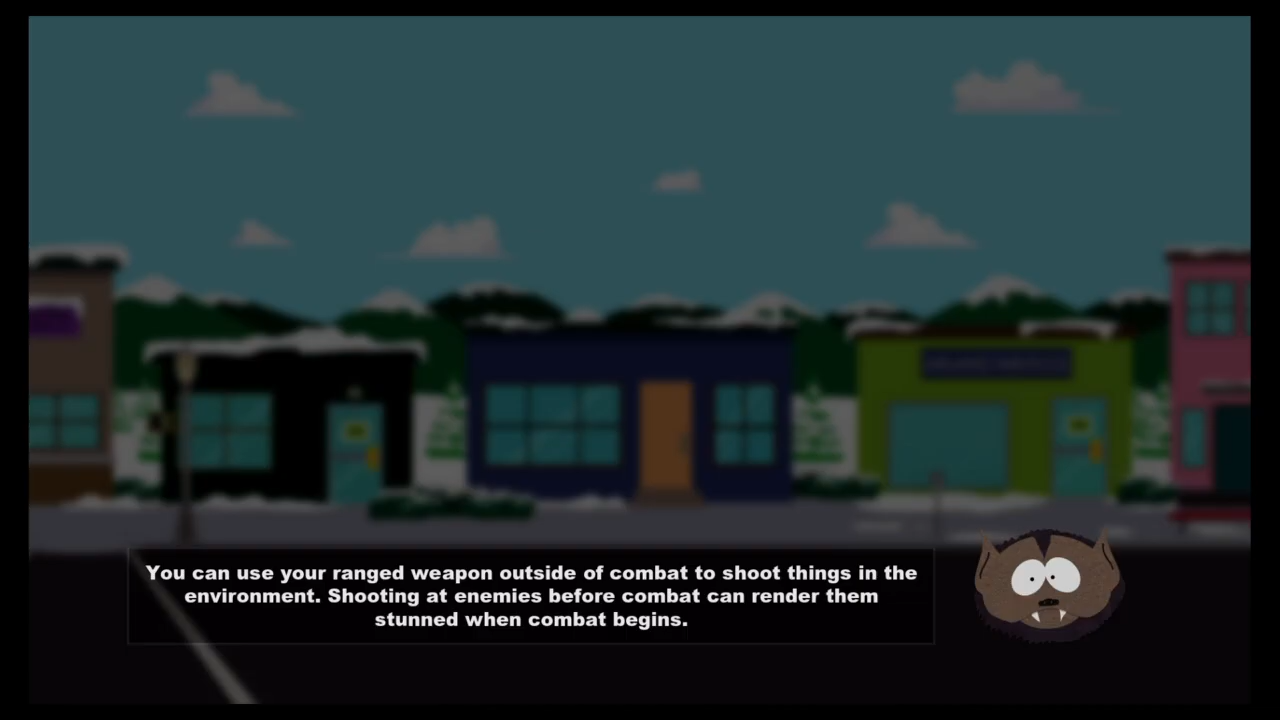 You can use your ranged weapon outside of combat to shoot things in the
environment. Shooting at enemies before combat can render them
stunned when combat begins.